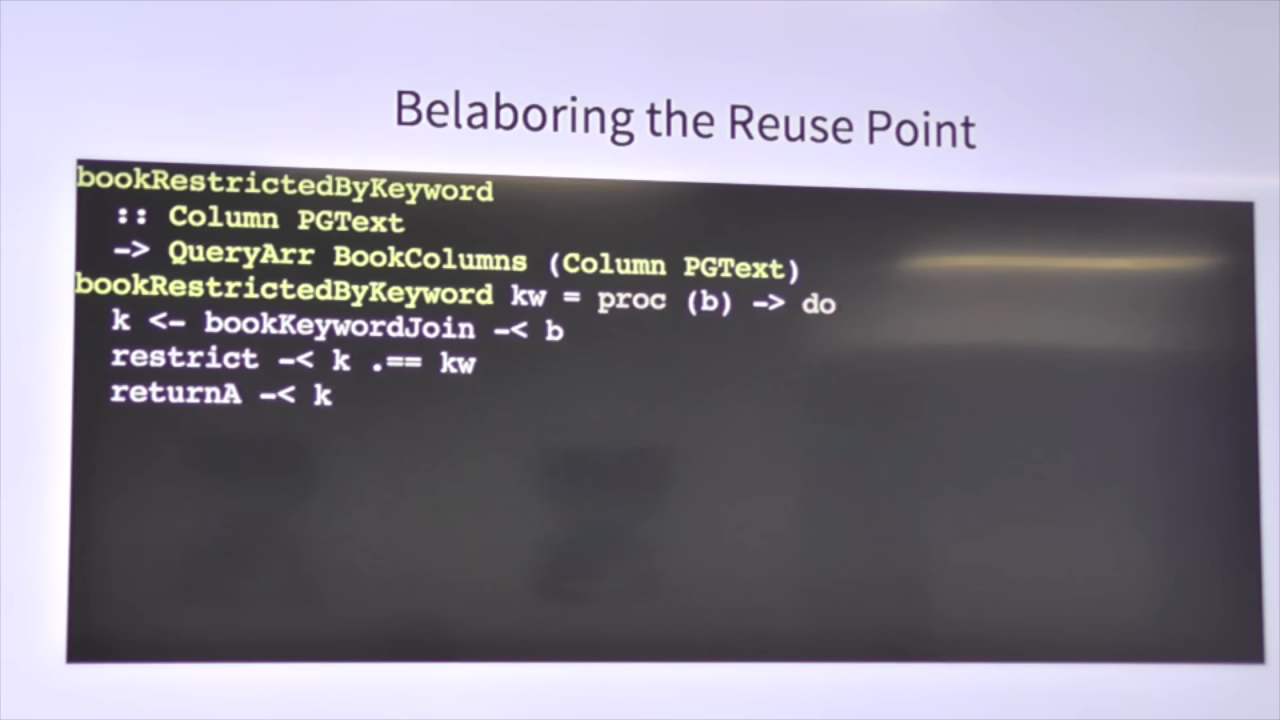 Belaboring the Reuse Point
bookRestrictedByKeyword
  :: Column PGText
  -> QueryArr BookColumns (Column PGText)
bookRestrictedByKeyword kw = proc (b) -> do
  k <- bookKeywordJoin -< b
  restrict -< k .== kw
  returnA -< k